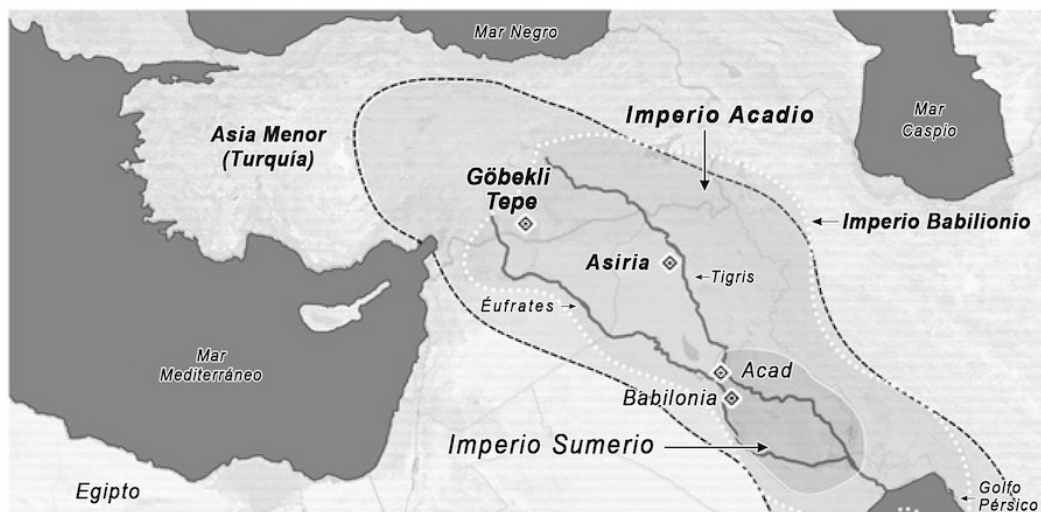 Mar Negro
Mar
Caspio
Imperio Acadio
Asia Menor
(Turquía)
Göbekli
Tepe
Imperio Babilionio
Asiria
Tigris
Éufrates
Mar
Mediterráneo
Acad
Babilonia
Imperio Sumerio
Egipto
Golfo
Pérsico